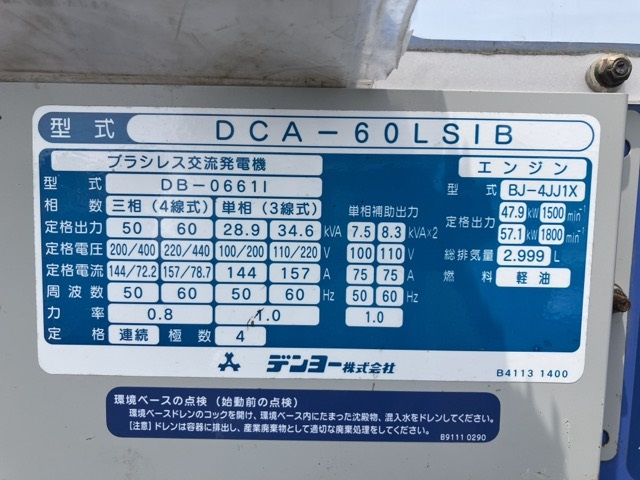 型式 DCA-60LSIB
ブラシレス交流発電機 エンジン
型式 DB-0661I 型式 BJ-4JJ1X
相数 三相(4線式) 単相(3線式) 単相補助出力 定格出力 47.9 kW 1500 min⁻¹
定格出力 50 60 28.9 34.6 kVA 7.5 8.3 kVA×2 57.1 kW 1800 min⁻¹
定格電圧 200/400 220/440 100/200 110/220 V 100 110 V 総排気量 2.999 L
定格電流 144/72.2 157/78.7 144 157 A 75 75 A 燃料 軽油
周波数 50 60 50 60 Hz 50 60 Hz
力率 0.8 1.0 1.0
定格 連続 極数 4
デンヨー株式会社 B4113 1400
環境ベースの点検(始動前の点検)
環境ベースドレンのコックを開け、環境ベース内にたまった沈殿物、混入水をドレンしてください。
[注意]ドレンは容器に排出し、産業廃棄物として適切な廃棄処理をしてください。
B9111 0290